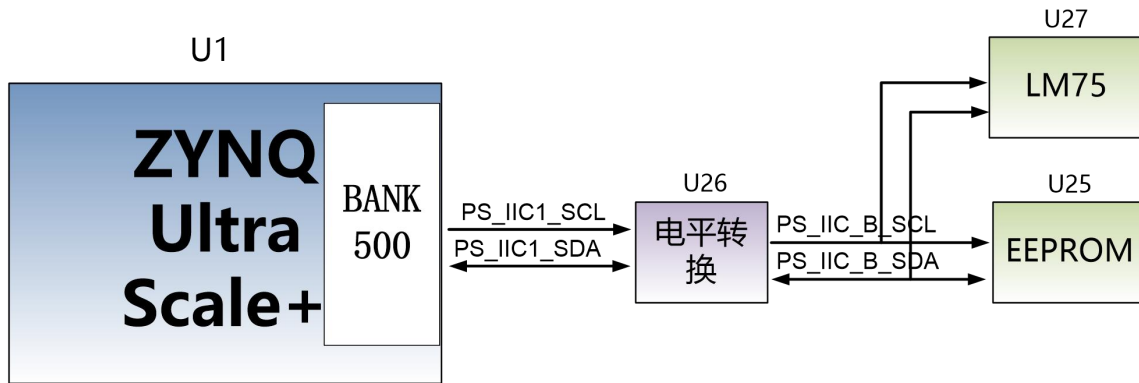 U1
ZYNQ
Ultra
Scale+
BANK
500
PS_IIC1_SCL
PS_IIC1_SDA
U26
电平转
换
PS_IIC_B_SCL
PS_IIC_B_SDA
U27
LM75
U25
EEPROM